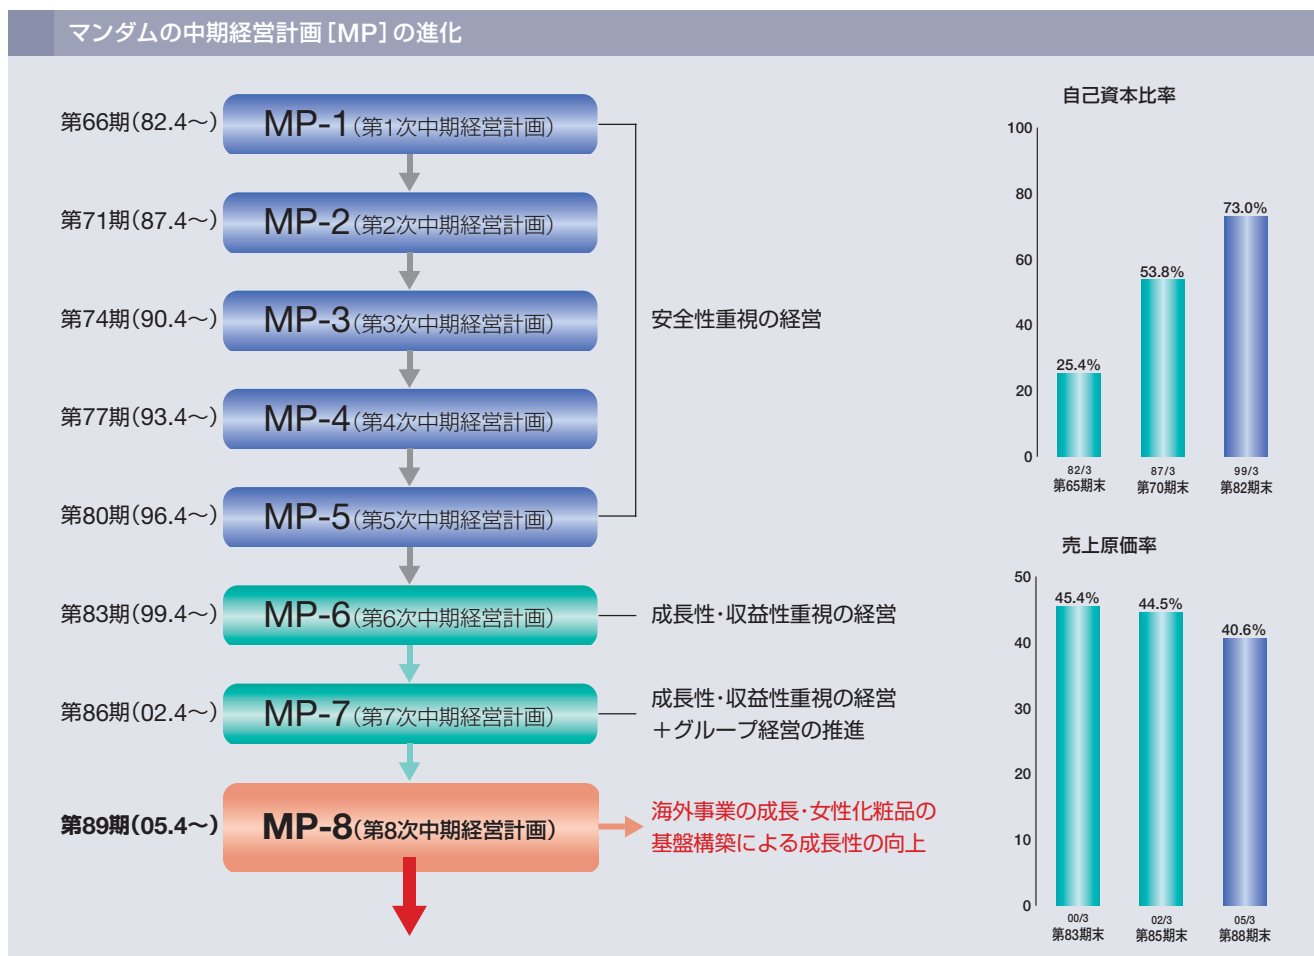 マンダムの中期経営計画[MP]の進化
第66期(82.4〜)
MP-1(第1次中期経営計画)
第71期(87.4〜)
MP-2(第2次中期経営計画)
第74期(90.4〜)
MP-3(第3次中期経営計画)
第77期(93.4〜)
MP-4(第4次中期経営計画)
第80期(96.4〜)
MP-5(第5次中期経営計画)
安全性重視の経営
第83期(99.4〜)
MP-6(第6次中期経営計画)
成長性・収益性重視の経営
第86期(02.4〜)
MP-7(第7次中期経営計画)
成長性・収益性重視の経営
＋グループ経営の推進
第89期(05.4〜)
MP-8(第8次中期経営計画)
海外事業の成長・女性化粧品の
基盤構築による成長性の向上
自己資本比率
100
80
60
40
20
0
25.4%
53.8%
73.0%
82/3
第65期末
87/3
第70期末
99/3
第82期末
売上原価率
50
40
30
20
10
0
45.4%
44.5%
40.6%
00/3
第83期末
02/3
第85期末
05/3
第88期末